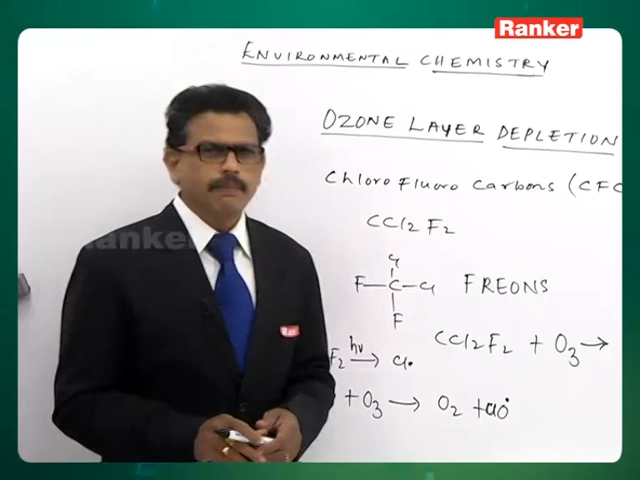 Ranker
ENVIRONMENTAL CHEMISTRY
OZONE LAYER DEPLETION
Chloro Fluoro Carbons (CFC
Ranker
CCl2 F2
Cl
F—C—Cl FREONS
F
CCl2F2 + O3 →
F2 hν→ Cl•
+ O3 → O2 + ClO•